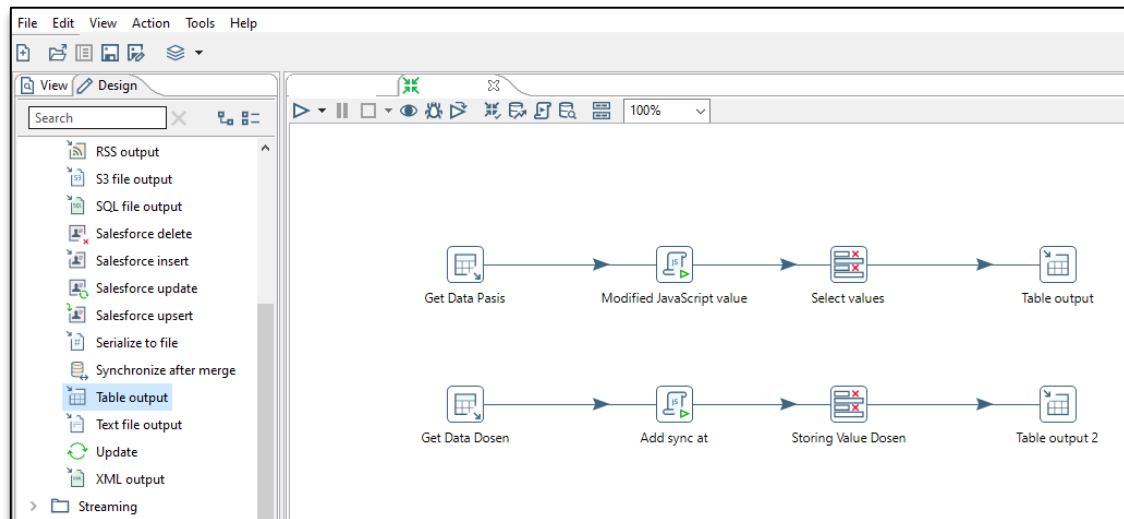 File Edit View Action Tools Help
View Design
Search
100%
RSS output
S3 file output
SQL file output
Salesforce delete
Salesforce insert
Salesforce update
Salesforce upsert
Serialize to file
Synchronize after merge
Table output
Text file output
Update
XML output
Streaming
Get Data Pasis
Modified JavaScript value
Select values
Table output
Get Data Dosen
Add sync at
Storing Value Dosen
Table output 2